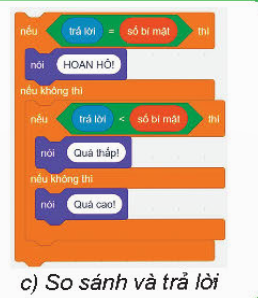 nếu trả lời = số bí mật thì
nói HOAN HÔ!
nếu không thì
nếu trả lời < số bí mật thì
nói Quá thấp!
nếu không thì
nói Quá cao!
c) So sánh và trả lời